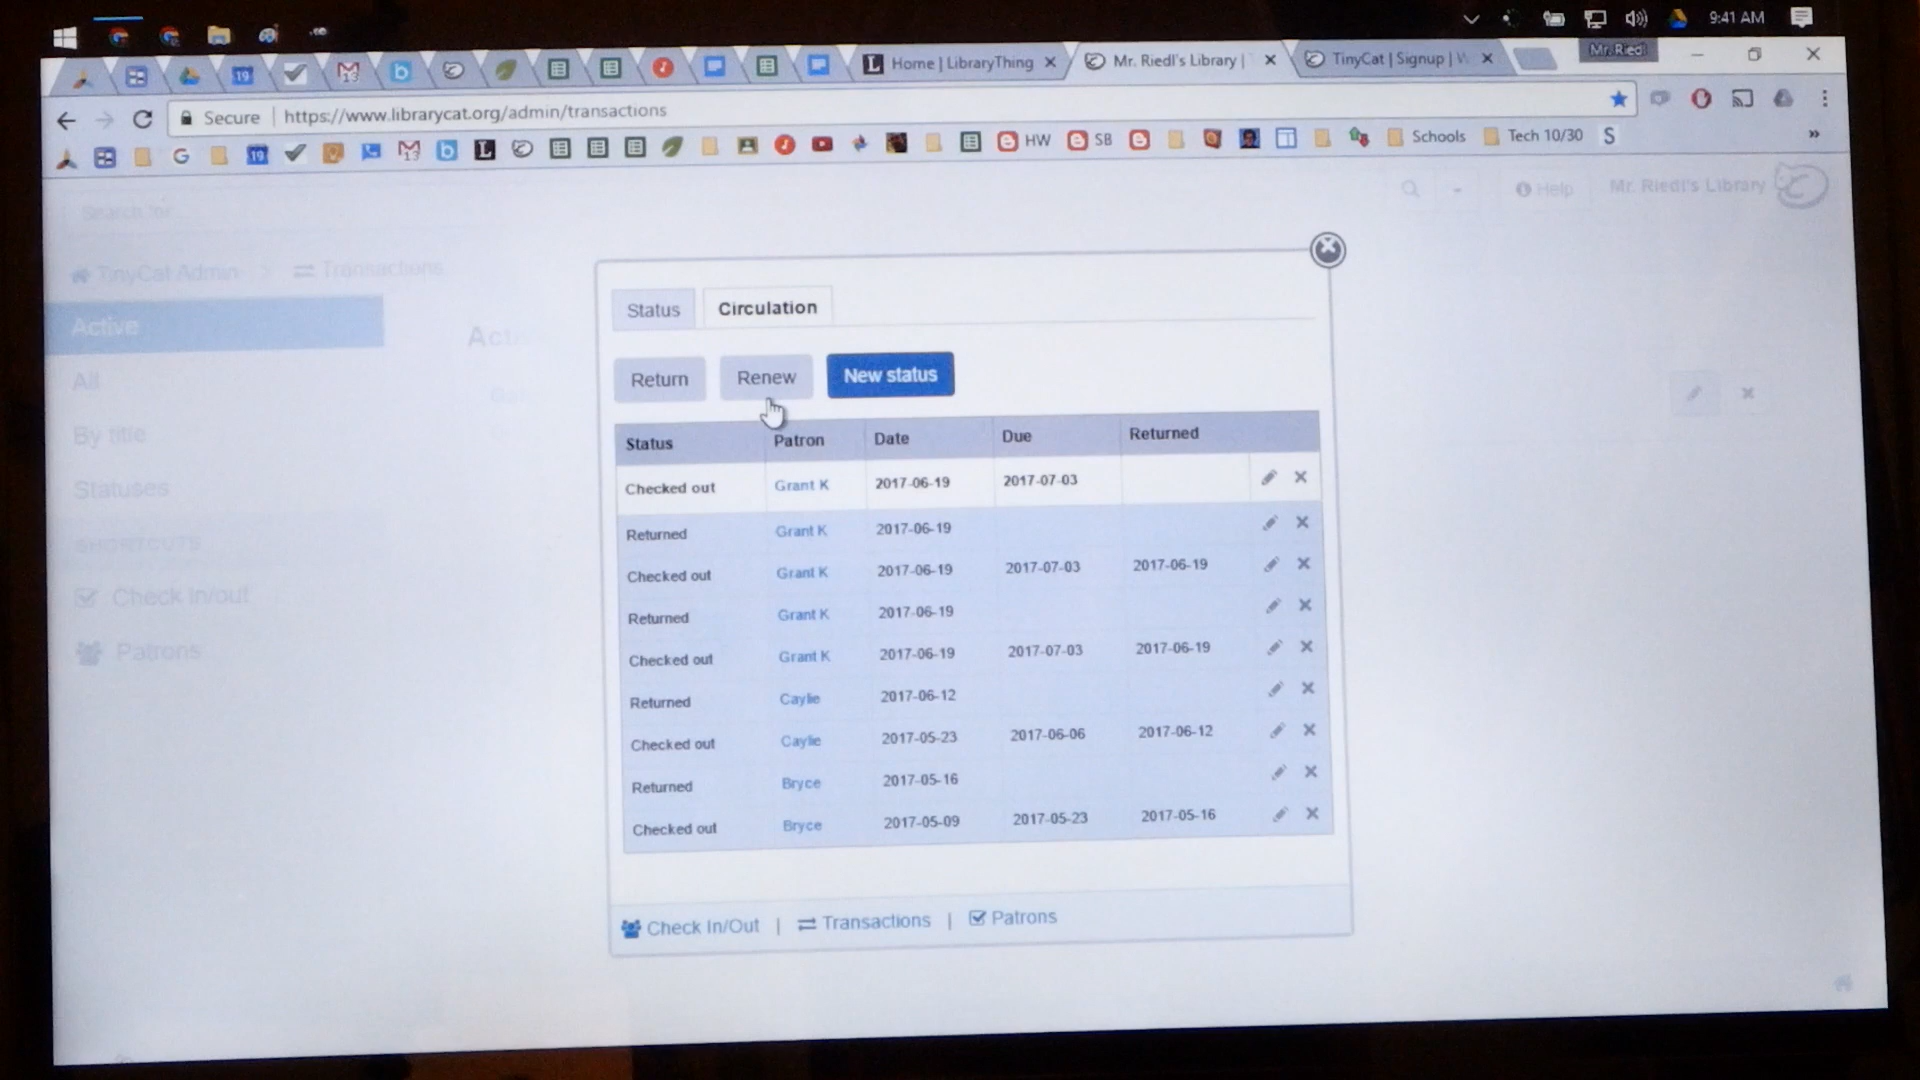 9:41 AM
Mr. Riedl
Home | LibraryThing
Mr. Riedl's Library |
TinyCat | Signup |
Secure https://www.librarycat.org/admin/transactions
19 HW SB Schools Tech 10/30 S
Search for
Help Mr. Riedl's Library
TinyCat Admin > Transactions
Active
All
By title
Statuses
SHORTCUTS
Check In/out
Patrons
Status Circulation
Return Renew New status
Status Patron Date Due Returned
Checked out Grant K 2017-06-19 2017-07-03
Returned Grant K 2017-06-19
Checked out Grant K 2017-06-19 2017-07-03 2017-06-19
Returned Grant K 2017-06-19
Checked out Grant K 2017-06-19 2017-07-03 2017-06-19
Returned Caylie 2017-06-12
Checked out Caylie 2017-05-23 2017-06-06 2017-06-12
Returned Bryce 2017-05-16
Checked out Bryce 2017-05-09 2017-05-23 2017-05-16
Check In/Out | Transactions | Patrons